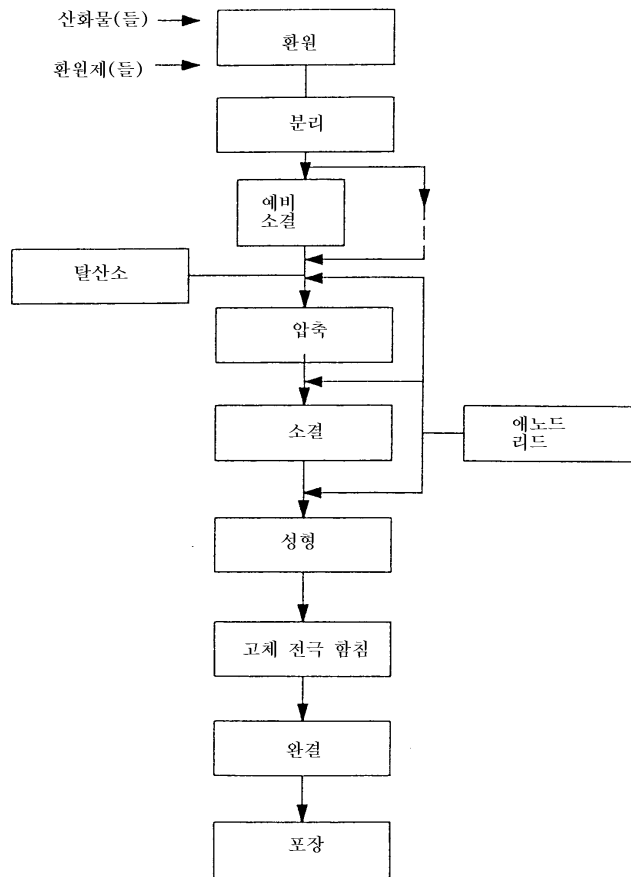 산화물(들)
환원
환원제(들)
분리
예비
소결
탈산소
압축
소결
애노드
리드
성형
고체 전극 함침
완결
포장